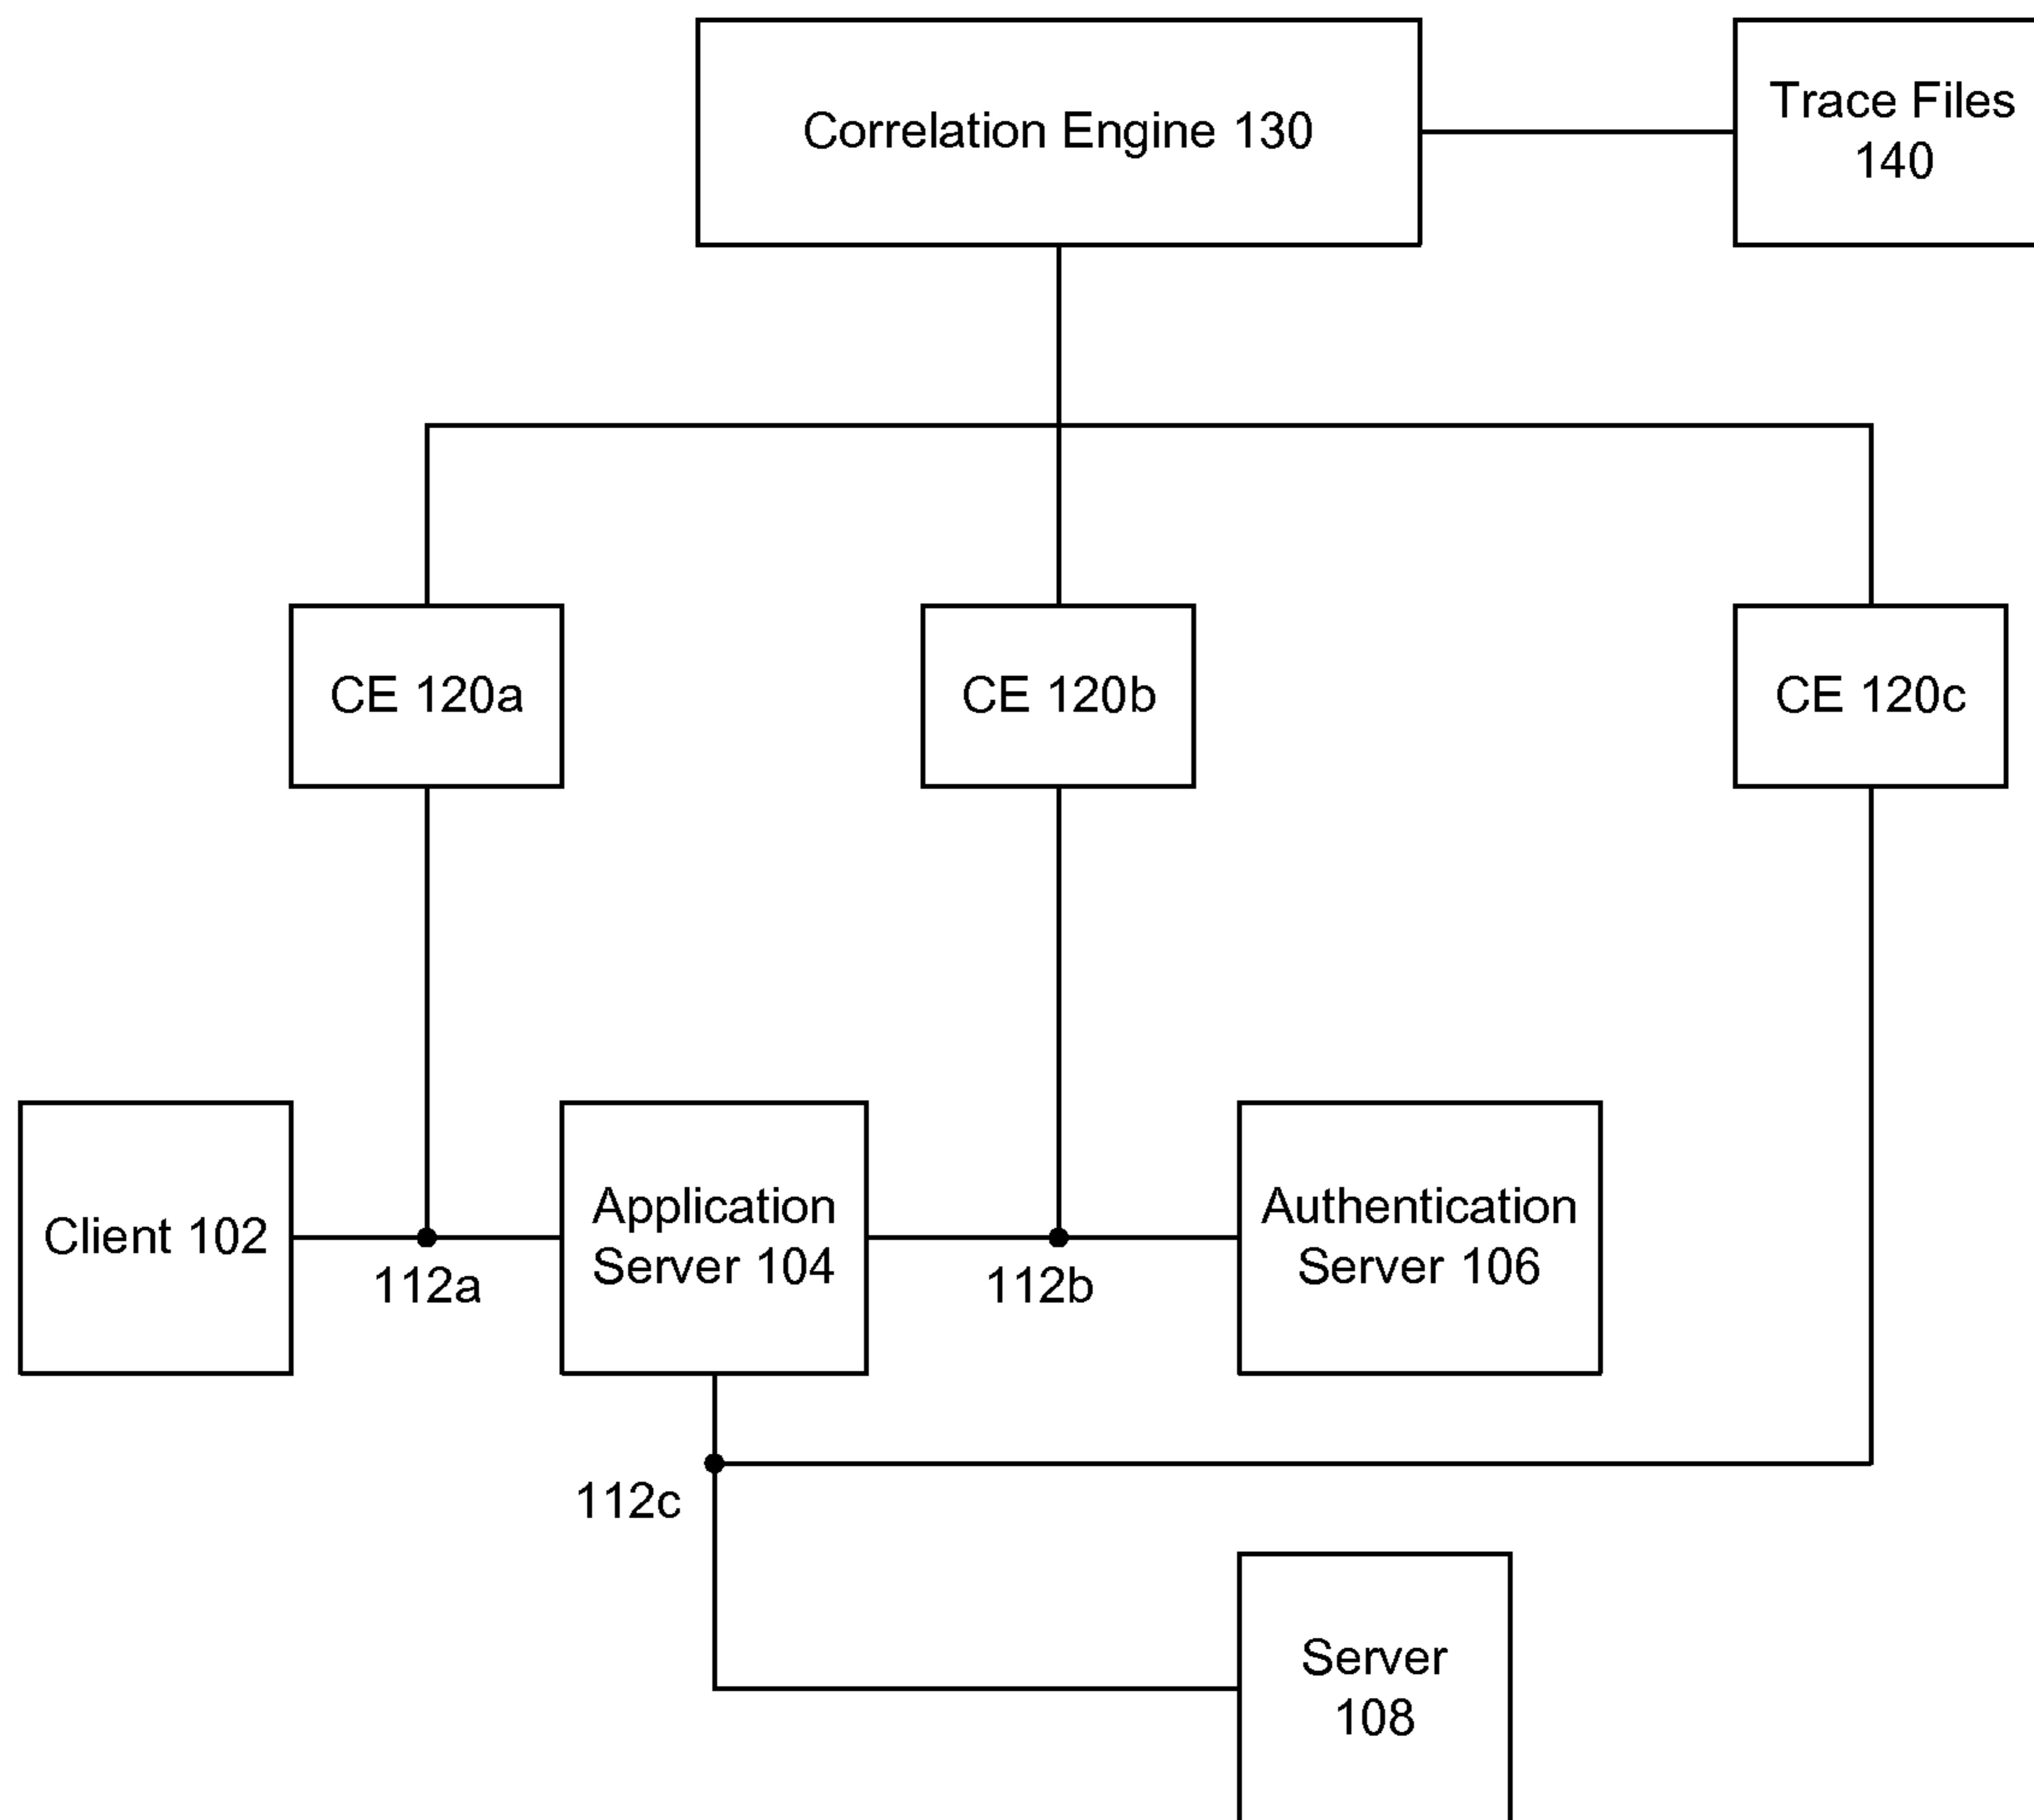 Correlation Engine 130
Trace Files
140
CE 120a
CE 120b
CE 120c
Client 102
112a
Application
Server 104
112b
Authentication
Server 106
112c
Server
108